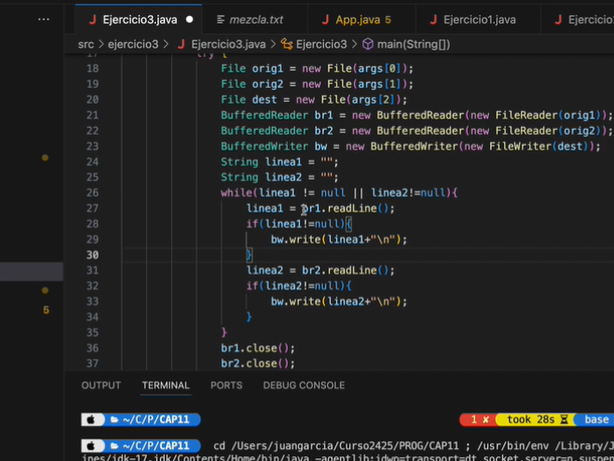 ... J Ejercicio3.java ● mezcla.txt J App.java 5 J Ejercicio1.java J Ejercicio
src > ejercicio3 > J Ejercicio3.java > Ejercicio3 > main(String[])
17 try {
18 File orig1 = new File(args[0]);
19 File orig2 = new File(args[1]);
20 File dest = new File(args[2]);
21 BufferedReader br1 = new BufferedReader(new FileReader(orig1));
22 BufferedReader br2 = new BufferedReader(new FileReader(orig2));
23 BufferedWriter bw = new BufferedWriter(new FileWriter(dest));
24 String linea1 = "";
25 String linea2 = "";
26 while(linea1 != null || linea2!=null){
27 linea1 = br1.readLine();
28 if(linea1!=null){
29 bw.write(linea1+"\n");
30 }
31 linea2 = br2.readLine();
32 if(linea2!=null){
33 bw.write(linea2+"\n");
34 }
35 }
36 br1.close();
37 br2.close();
5
OUTPUT TERMINAL PORTS DEBUG CONSOLE
~/C/P/CAP11 1 ✘ took 28s base
~/C/P/CAP11 cd /Users/juangarcia/Curso2425/PROG/CAP11 ; /usr/bin/env /Library/J
ines/jdk-17.jdk/Contents/Home/bin/java -agentlib:jdwp=transport=dt_socket,server=n,suspen